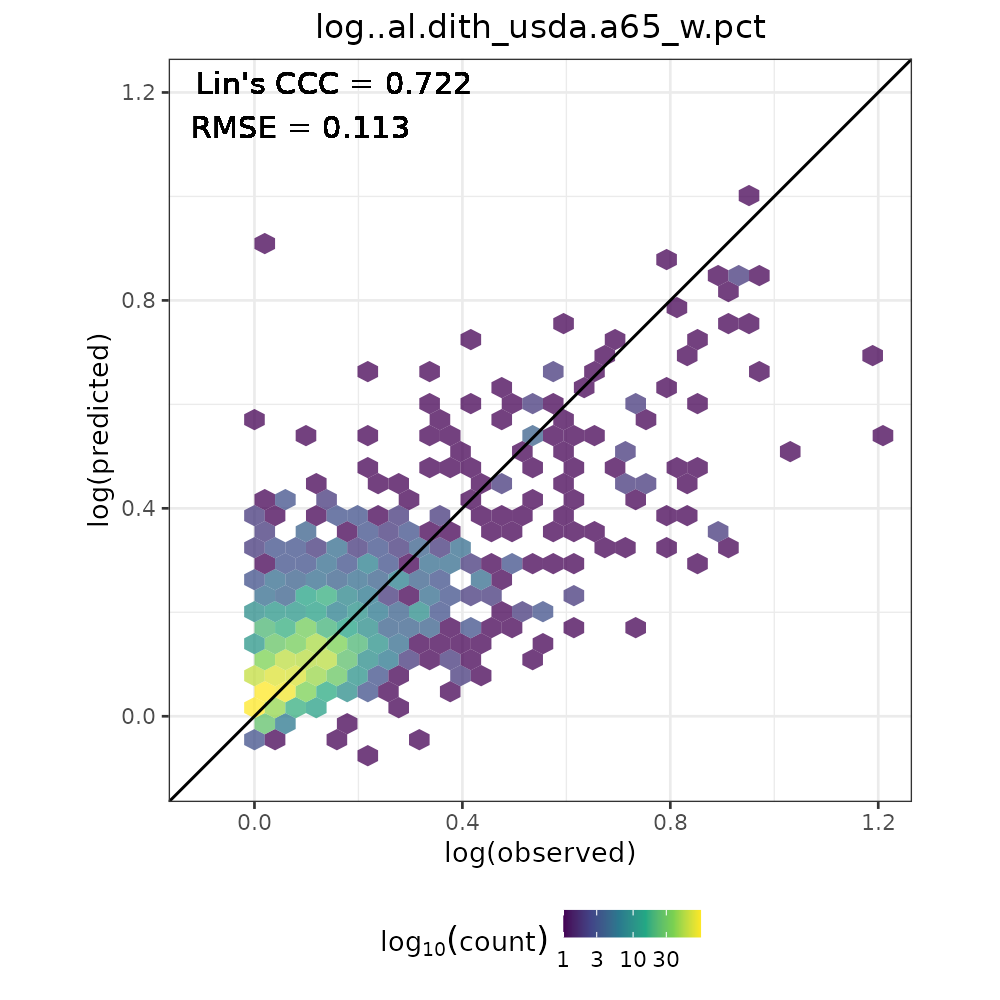 log..al.dith_usda.a65_w.pct
Lin's CCC = 0.722
RMSE = 0.113
1.2
0.8
0.4
0.0
log(predicted)
0.0 0.4 0.8 1.2
log(observed)
log10(count)
1 3 10 30